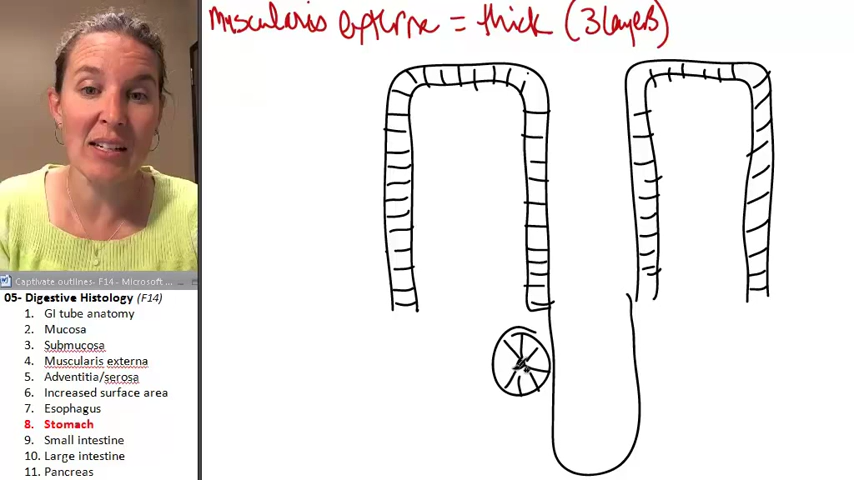 Muscularis externa = thick (3 layers)
Captivate outlines- F14 - Microsoft ...
05- Digestive Histology (F14)
1. GI tube anatomy
2. Mucosa
3. Submucosa
4. Muscularis externa
5. Adventitia/serosa
6. Increased surface area
7. Esophagus
8. Stomach
9. Small intestine
10. Large intestine
11. Pancreas